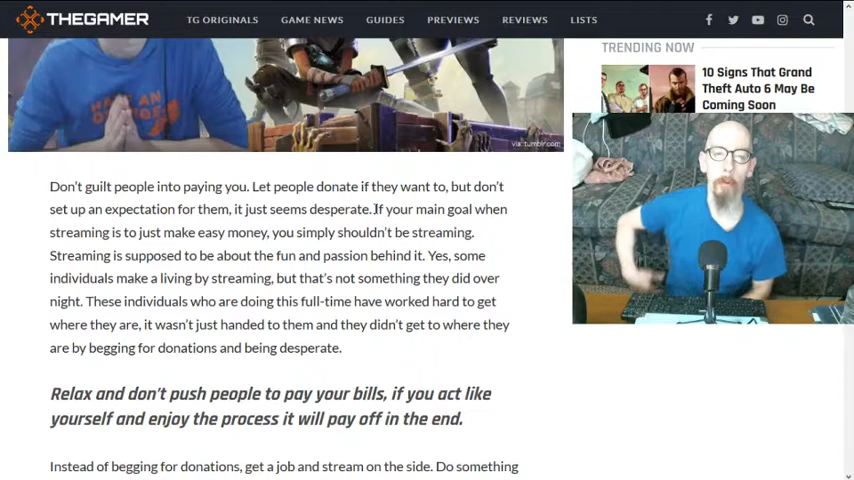 THEGAMER
TG ORIGINALS
GAME NEWS
GUIDES
PREVIEWS
REVIEWS
LISTS
HAVE AN
via: tumblr.com
TRENDING NOW
10 Signs That Grand
Theft Auto 6 May Be
Coming Soon
Don't guilt people into paying you. Let people donate if they want to, but don't
set up an expectation for them, it just seems desperate. If your main goal when
streaming is to just make easy money, you simply shouldn't be streaming.
Streaming is supposed to be about the fun and passion behind it. Yes, some
individuals make a living by streaming, but that's not something they did over
night. These individuals who are doing this full-time have worked hard to get
where they are, it wasn't just handed to them and they didn't get to where they
are by begging for donations and being desperate.
Relax and don't push people to pay your bills, if you act like
yourself and enjoy the process it will pay off in the end.
Instead of begging for donations, get a job and stream on the side. Do something